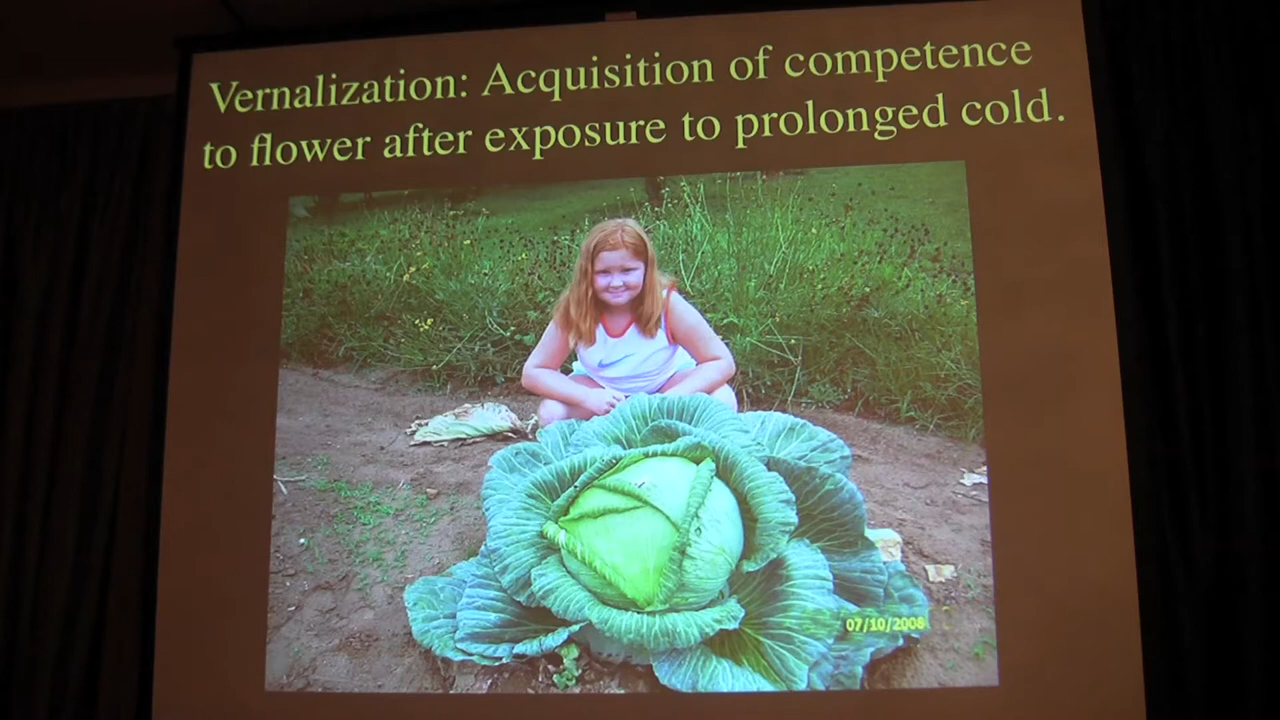 Vernalization: Acquisition of competence
to flower after exposure to prolonged cold.
07/10/2008